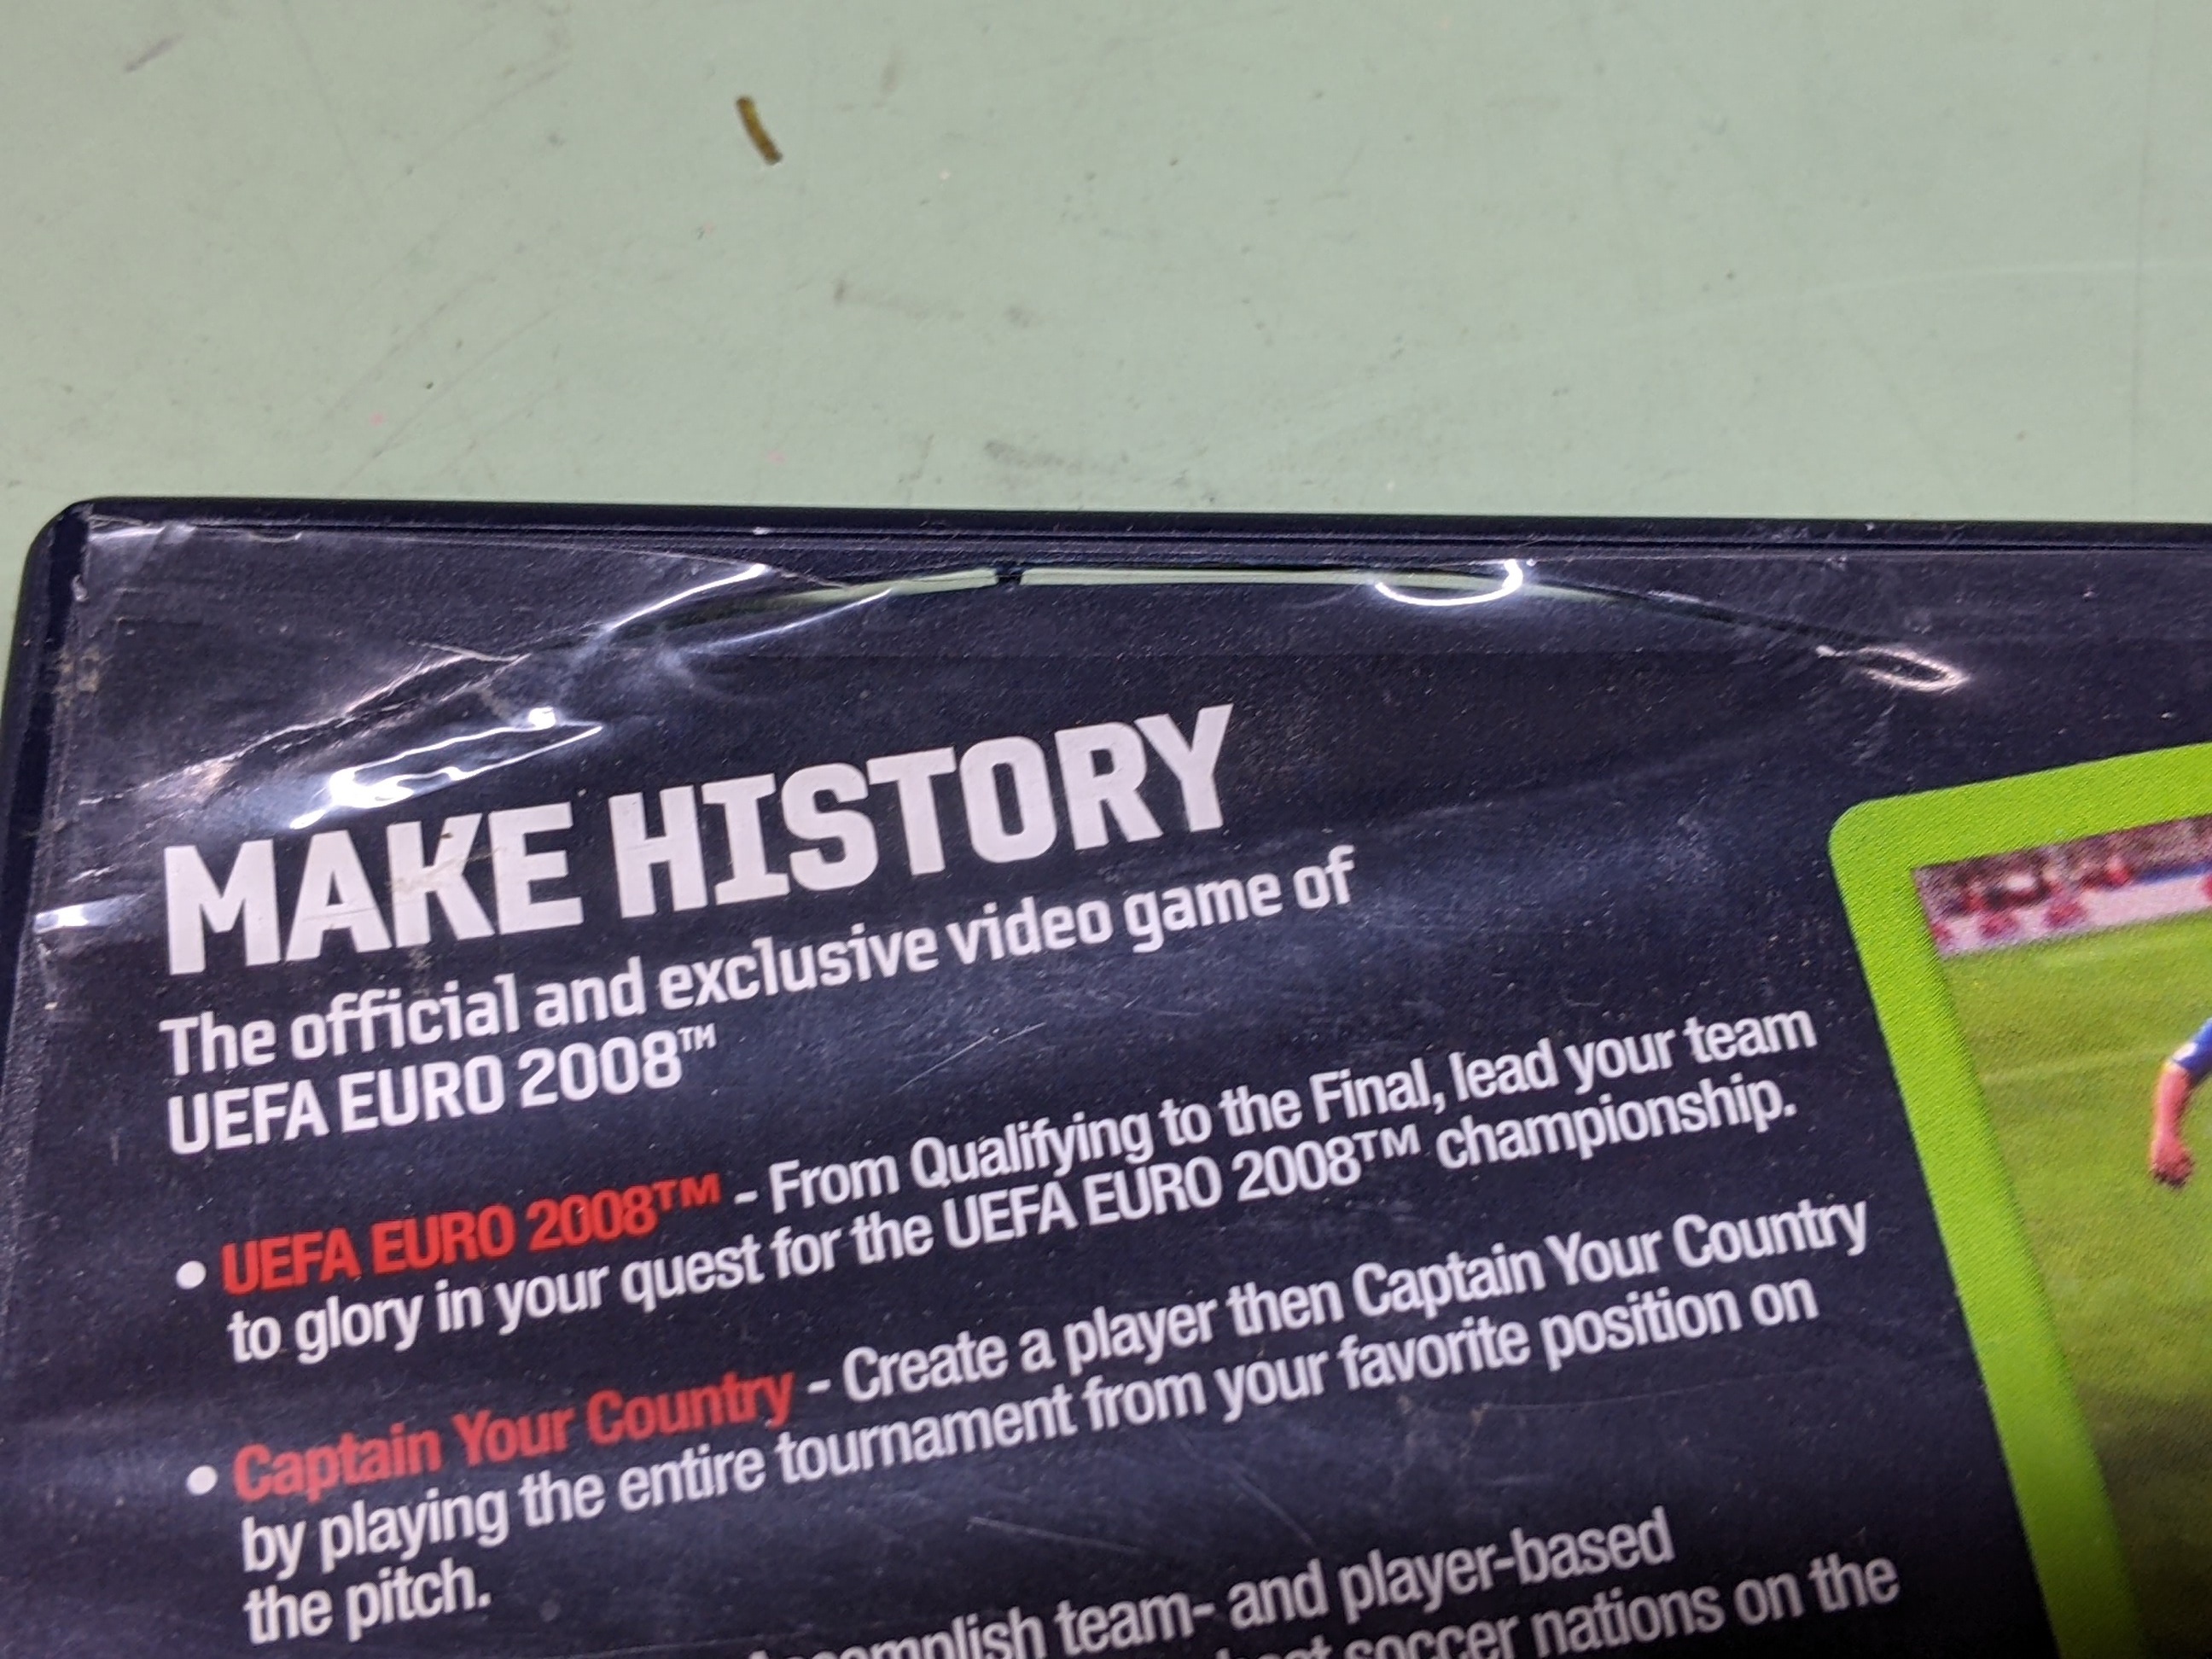 MAKE HISTORY
The official and exclusive video game of
UEFA EURO 2008™
• UEFA EURO 2008™ - From Qualifying to the Final, lead your team
to glory in your quest for the UEFA EURO 2008™ championship.
• Captain Your Country - Create a player then Captain Your Country
by playing the entire tournament from your favorite position on
the pitch.
Accomplish team- and player-based
soccer nations on the